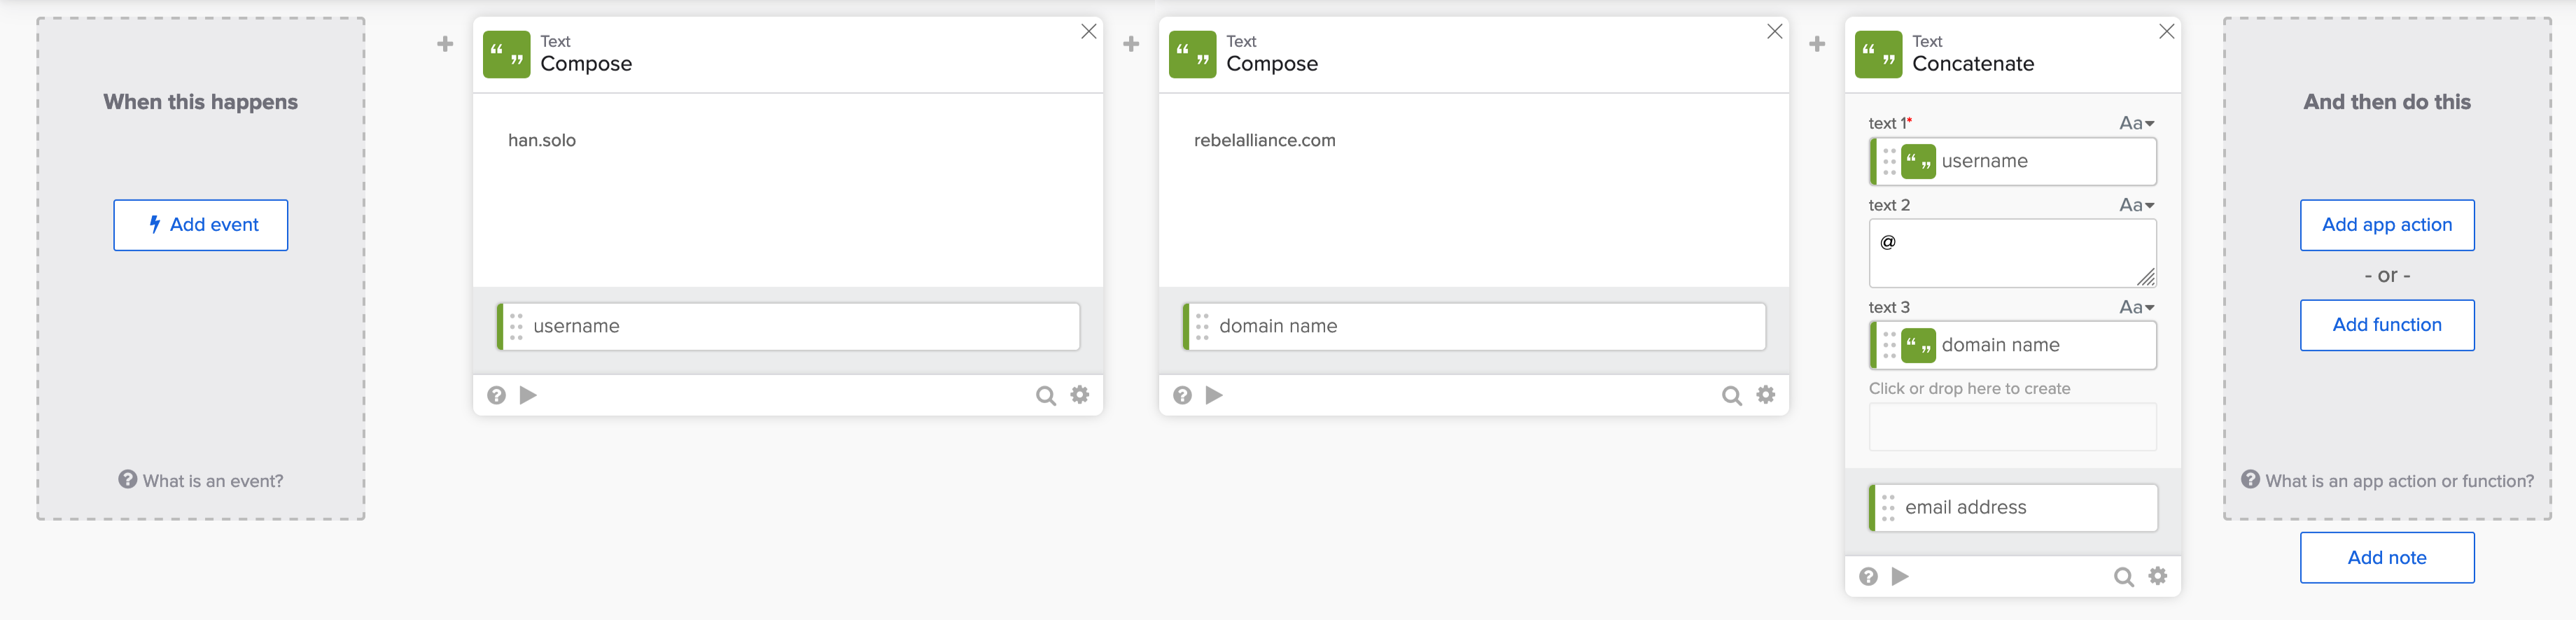 When this happens
Add event
What is an event?
Text
Compose
han.solo
username
Text
Compose
rebelalliance.com
domain name
Text
Concatenate
text 1*
Aa
username
text 2
Aa
@
text 3
Aa
domain name
Click or drop here to create
email address
And then do this
Add app action
- or -
Add function
What is an app action or function?
Add note